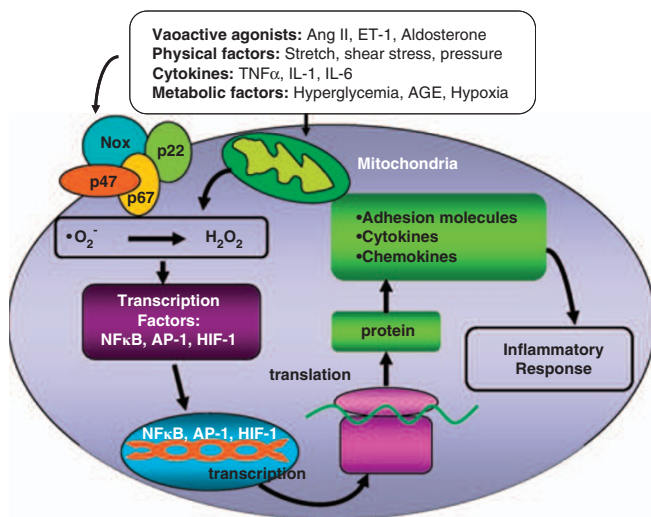 Vaoactive agonists: Ang II, ET-1, Aldosterone
Physical factors: Stretch, shear stress, pressure
Cytokines: TNFα, IL-1, IL-6
Metabolic factors: Hyperglycemia, AGE, Hypoxia
Nox
p22
p47
p67
Mitochondria
•O₂⁻
H₂O₂
•Adhesion molecules
•Cytokines
•Chemokines
Transcription
Factors:
NFκB, AP-1, HIF-1
protein
Inflammatory
Response
translation
NFκB, AP-1, HIF-1
transcription